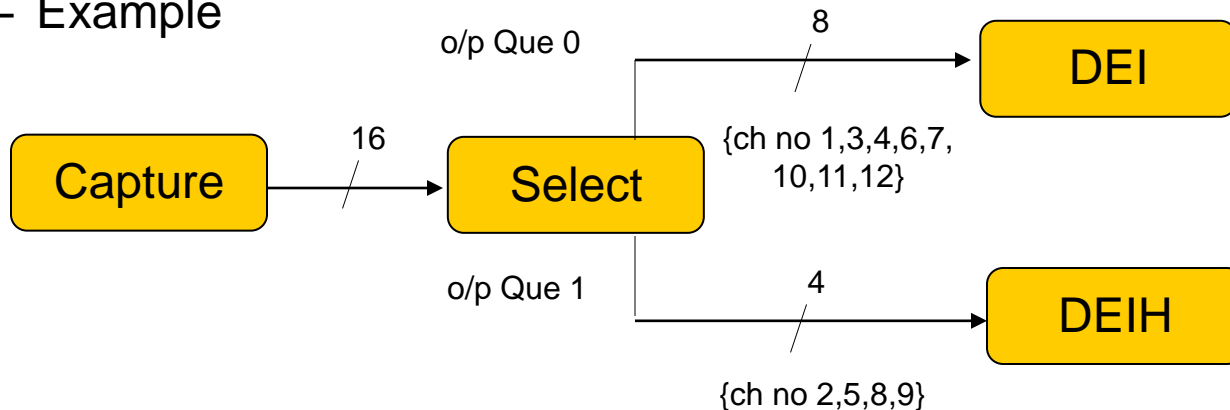 – Example
o/p Que 0
8
DEI
Capture
16
Select
{ch no 1,3,4,6,7,
10,11,12}
o/p Que 1
4
DEIH
{ch no 2,5,8,9}